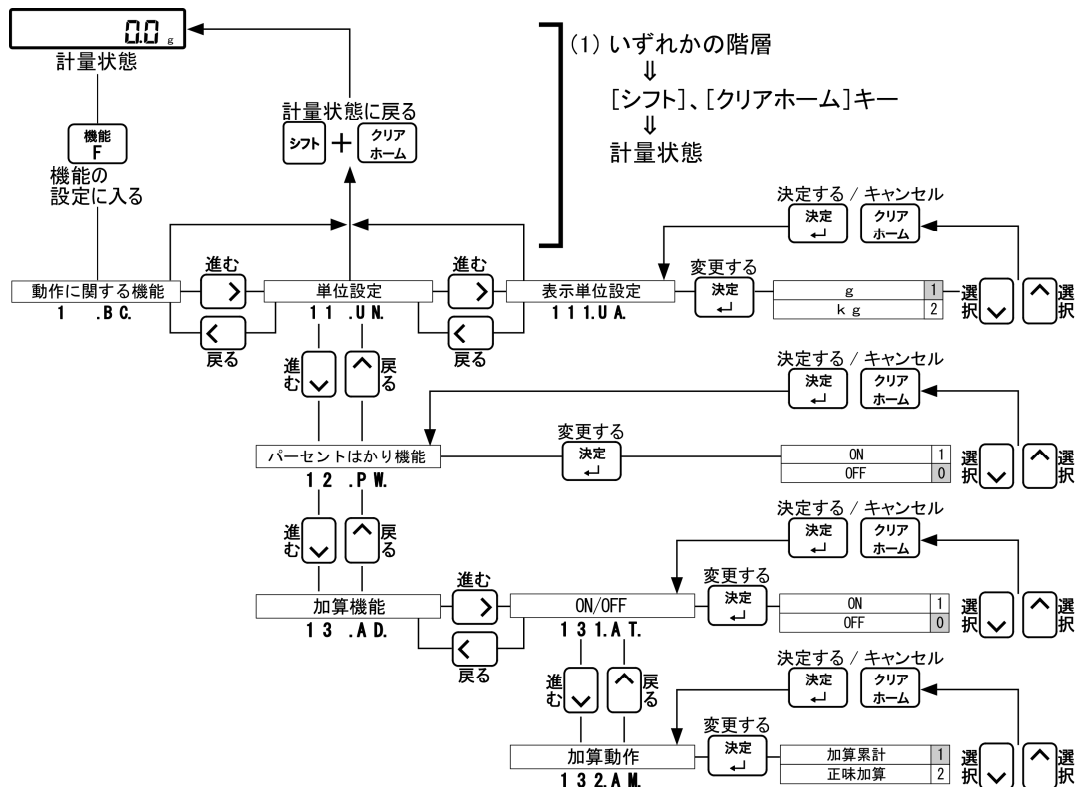 0.0 g
計量状態
機能
F
機能の
設定に入る
計量状態に戻る
シフト + クリア
ホーム
(1) いずれかの階層
⇓
[シフト]、[クリアホーム]キー
⇓
計量状態
決定する / キャンセル
決定 クリア
ホーム
動作に関する機能
1 .BC.
進む
戻る
単位設定
11 .UN.
進む
戻る
表示単位設定
111.UA.
変更する
決定
g 1
kg 2
選択
選択
進む
戻る
決定する / キャンセル
決定 クリア
ホーム
パーセントはかり機能
12 .PW.
変更する
決定
ON 1
OFF 0
選択
選択
進む
戻る
決定する / キャンセル
決定 クリア
ホーム
加算機能
13 .AD.
進む
戻る
ON/OFF
131.AT.
変更する
決定
ON 1
OFF 0
選択
選択
進む
戻る
決定する / キャンセル
決定 クリア
ホーム
加算動作
132.AM.
変更する
決定
加算累計 1
正味加算 2
選択
選択